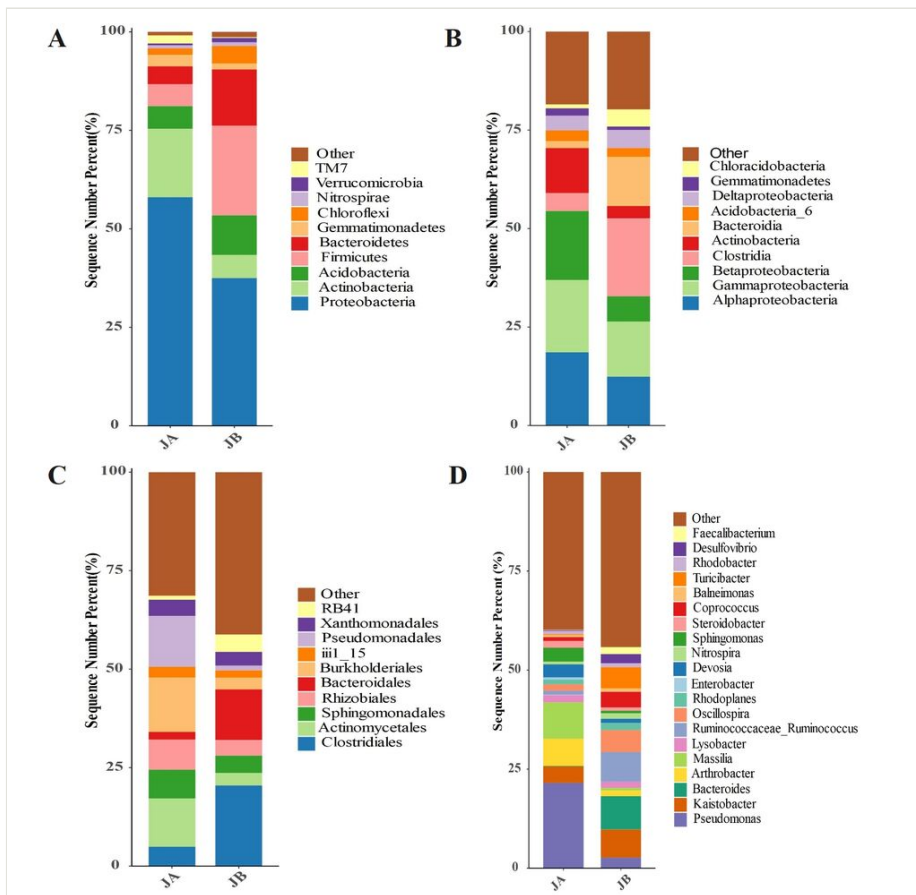 A
Sequence Number Percent(%)
100
75
50
25
0
JA
JB
Other
TM7
Verrucomicrobia
Nitrospirae
Chloroflexi
Gemmatimonadetes
Bacteroidetes
Firmicutes
Acidobacteria
Actinobacteria
Proteobacteria
B
Sequence Number Percent(%)
100
75
50
25
0
JA
JB
Other
Chloracidobacteria
Gemmatimonadetes
Deltaproteobacteria
Acidobacteria_6
Bacteroidia
Actinobacteria
Clostridia
Betaproteobacteria
Gammaproteobacteria
Alphaproteobacteria
C
Sequence Number Percent(%)
100
75
50
25
0
JA
JB
Other
RB41
Xanthomonadales
Pseudomonadales
iii1_15
Burkholderiales
Bacteroidales
Rhizobiales
Sphingomonadales
Actinomycetales
Clostridiales
D
Sequence Number Percent (%)
100
75
50
25
0
JA
JB
Other
Faecalibacterium
Desulfovibrio
Rhodobacter
Turicibacter
Balneimonas
Coprococcus
Steroidobacter
Sphingomonas
Nitrospira
Devosia
Enterobacter
Rhodoplanes
Oscillospira
Ruminococcaceae_Ruminococcus
Lysobacter
Massilia
Arthrobacter
Bacteroides
Kaistobacter
Pseudomonas